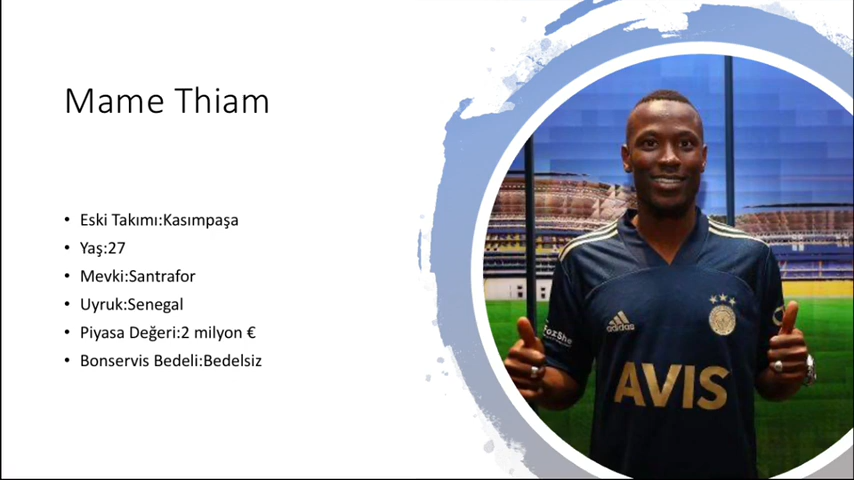 Mame Thiam
Eski Takımı:Kasımpaşa
Yaş:27
Mevki:Santrafor
Uyruk:Senegal
Piyasa Değeri:2 milyon €
Bonservis Bedeli:Bedelsiz
adidas
AVIS